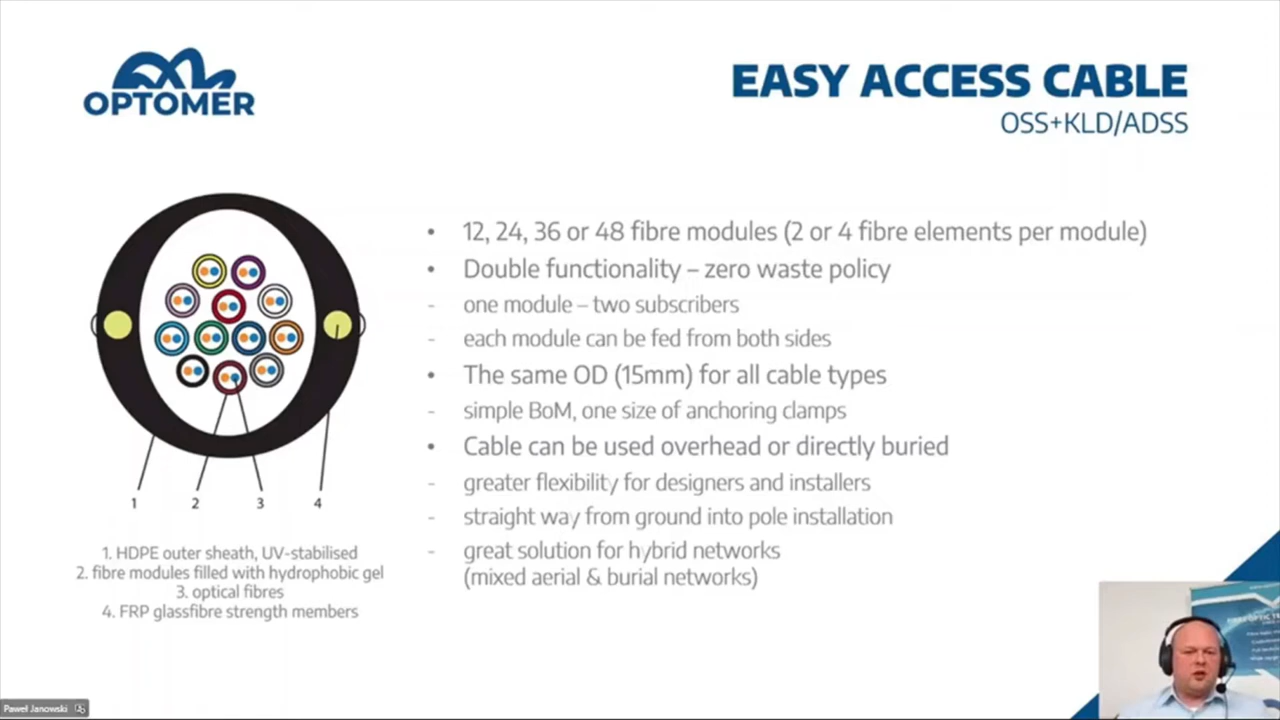 OPTOMER
EASY ACCESS CABLE
OSS+KLD/ADSS
• 12, 24, 36 or 48 fibre modules (2 or 4 fibre elements per module)
• Double functionality – zero waste policy
- one module – two subscribers
- each module can be fed from both sides
• The same OD (15mm) for all cable types
- simple BoM, one size of anchoring clamps
• Cable can be used overhead or directly buried
- greater flexibility for designers and installers
- straight way from ground into pole installation
- great solution for hybrid networks
(mixed aerial & burial networks)
1 2 3 4
1. HDPE outer sheath, UV-stabilised
2. fibre modules filled with hydrophobic gel
3. optical fibres
4. FRP glassfibre strength members
Paweł Janowski